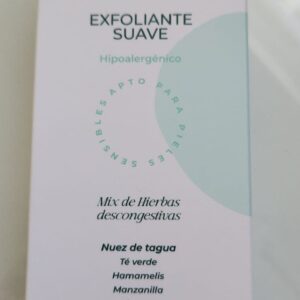 EXFOLIANTE
SUAVE
Hipoalergénico
APTO PARA PIELES SENSIBLES
Mix de Hierbas
descongestivas
Nuez de tagua
Té verde
Hamamelis
Manzanilla